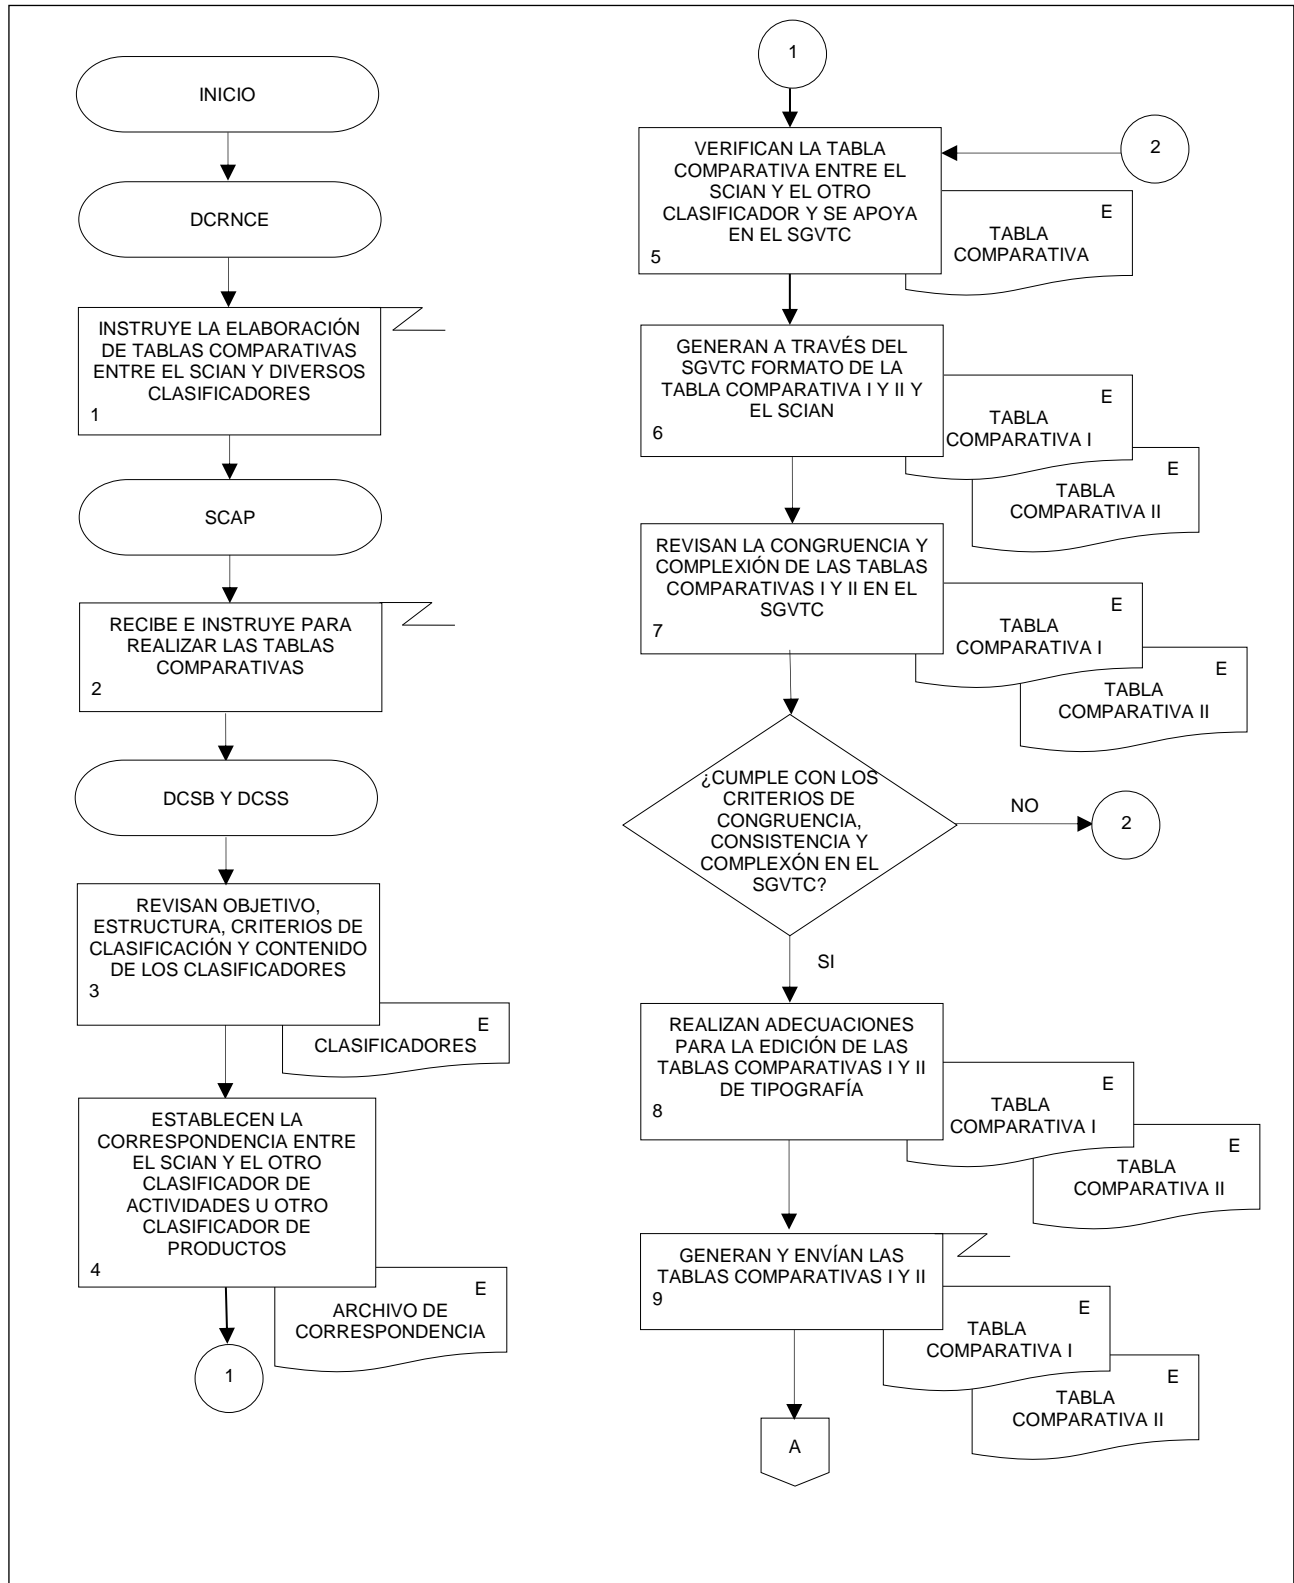 INICIO
DCRNCE
INSTRUYE LA ELABORACIÓN
DE TABLAS COMPARATIVAS
ENTRE EL SCIAN Y DIVERSOS
CLASIFICADORES
1
SCAP
RECIBE E INSTRUYE PARA
REALIZAR LAS TABLAS
COMPARATIVAS
2
DCSB Y DCSS
REVISAN OBJETIVO,
ESTRUCTURA, CRITERIOS DE
CLASIFICACIÓN Y CONTENIDO
DE LOS CLASIFICADORES
3
E
CLASIFICADORES
ESTABLECEN LA
CORRESPONDENCIA ENTRE
EL SCIAN Y EL OTRO
CLASIFICADOR DE
ACTIVIDADES U OTRO
CLASIFICADOR DE
PRODUCTOS
4
E
ARCHIVO DE
CORRESPONDENCIA
1
1
VERIFICAN LA TABLA
COMPARATIVA ENTRE EL
SCIAN Y EL OTRO
CLASIFICADOR Y SE APOYA
EN EL SGVTC
5
2
E
TABLA
COMPARATIVA
GENERAN A TRAVÉS DEL
SGVTC FORMATO DE LA
TABLA COMPARATIVA I Y II Y
EL SCIAN
6
E
TABLA
COMPARATIVA I
E
TABLA
COMPARATIVA II
REVISAN LA CONGRUENCIA Y
COMPLEXIÓN DE LAS TABLAS
COMPARATIVAS I Y II EN EL
SGVTC
7
E
TABLA
COMPARATIVA I
E
TABLA
COMPARATIVA II
¿CUMPLE CON LOS
CRITERIOS DE
CONGRUENCIA,
CONSISTENCIA Y
COMPLEXÓN EN EL
SGVTC?
NO
2
SI
REALIZAN ADECUACIONES
PARA LA EDICIÓN DE LAS
TABLAS COMPARATIVAS I Y II
DE TIPOGRAFÍA
8
E
TABLA
COMPARATIVA I
E
TABLA
COMPARATIVA II
GENERAN Y ENVÍAN LAS
TABLAS COMPARATIVAS I Y II
9
E
TABLA
COMPARATIVA I
E
TABLA
COMPARATIVA II
A